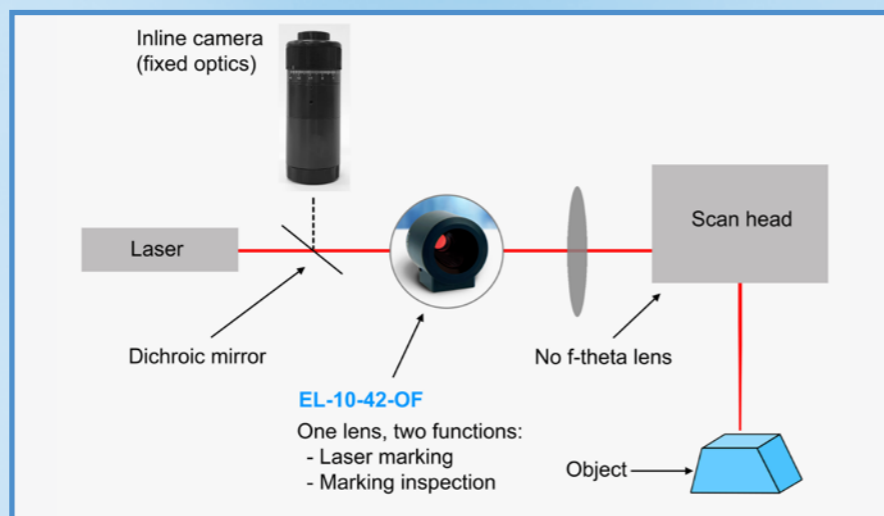 Inline camera
(fixed optics)
Laser
Scan head
Dichroic mirror
No f-theta lens
EL-10-42-OF
One lens, two functions:
- Laser marking
- Marking inspection
Object